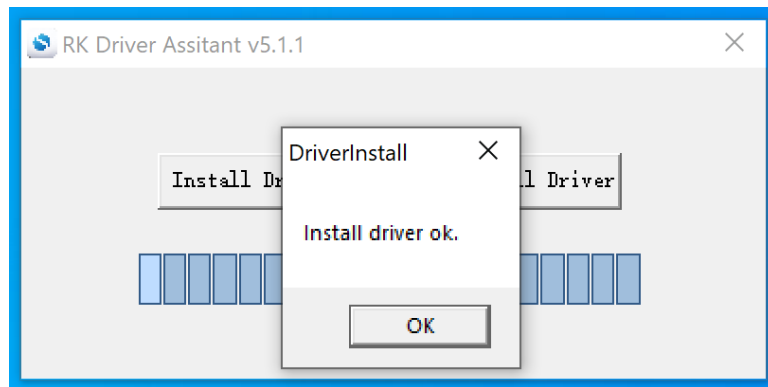 RK Driver Assitant v5.1.1
DriverInstall
Install Dr
l Driver
Install driver ok.
OK